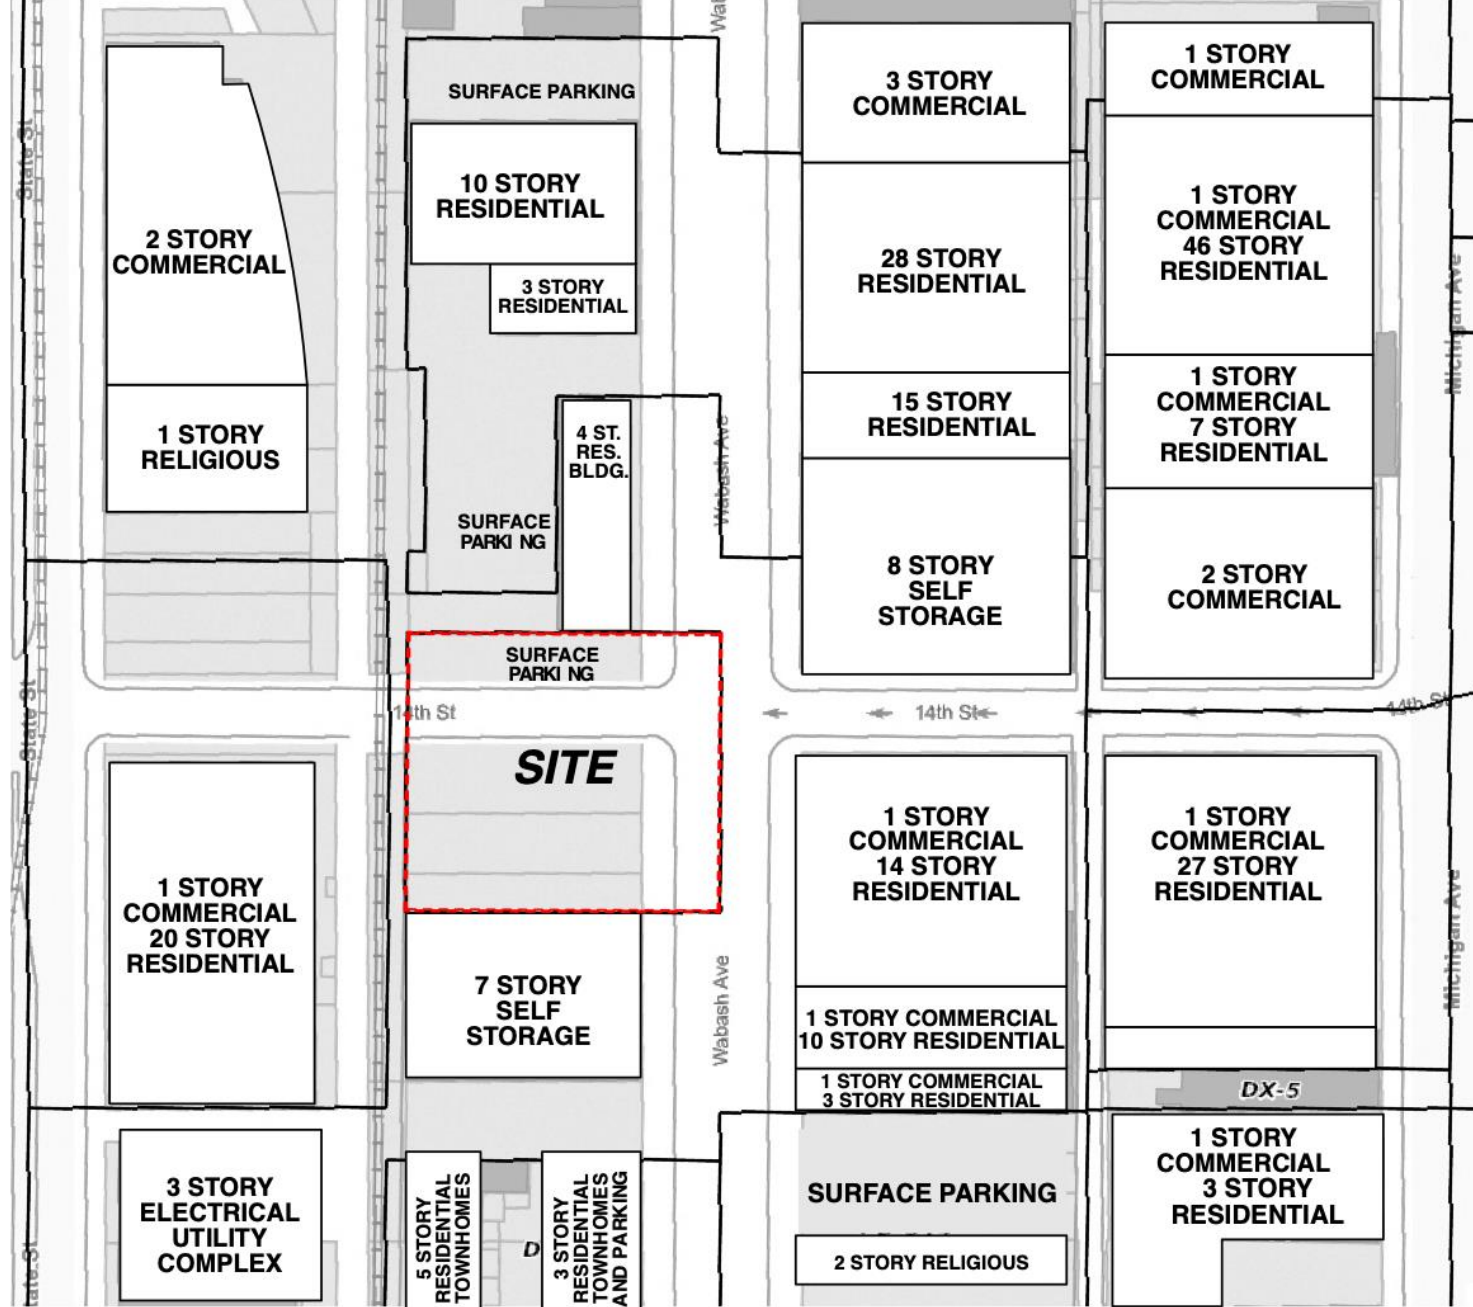 SURFACE PARKING
3 STORY
COMMERCIAL
1 STORY
COMMERCIAL
State St
10 STORY
RESIDENTIAL
2 STORY
COMMERCIAL
3 STORY
RESIDENTIAL
28 STORY
RESIDENTIAL
1 STORY
COMMERCIAL
46 STORY
RESIDENTIAL
Michigan Ave
1 STORY
RELIGIOUS
4 ST.
RES.
BLDG.
Wabash Ave
15 STORY
RESIDENTIAL
1 STORY
COMMERCIAL
7 STORY
RESIDENTIAL
SURFACE
PARKI NG
8 STORY
SELF
STORAGE
2 STORY
COMMERCIAL
SURFACE
PARKI NG
State St
14th St
14th St
14th St
SITE
1 STORY
COMMERCIAL
20 STORY
RESIDENTIAL
1 STORY
COMMERCIAL
14 STORY
RESIDENTIAL
1 STORY
COMMERCIAL
27 STORY
RESIDENTIAL
Michigan Ave
7 STORY
SELF
STORAGE
Wabash Ave
1 STORY COMMERCIAL
10 STORY RESIDENTIAL
1 STORY COMMERCIAL
3 STORY RESIDENTIAL
DX-5
3 STORY
ELECTRICAL
UTILITY
COMPLEX
5 STORY
RESIDENTIAL
TOWNHOMES
D
3 STORY
RESIDENTIAL
TOWNHOMES
AND PARKING
SURFACE PARKING
2 STORY RELIGIOUS
1 STORY
COMMERCIAL
3 STORY
RESIDENTIAL